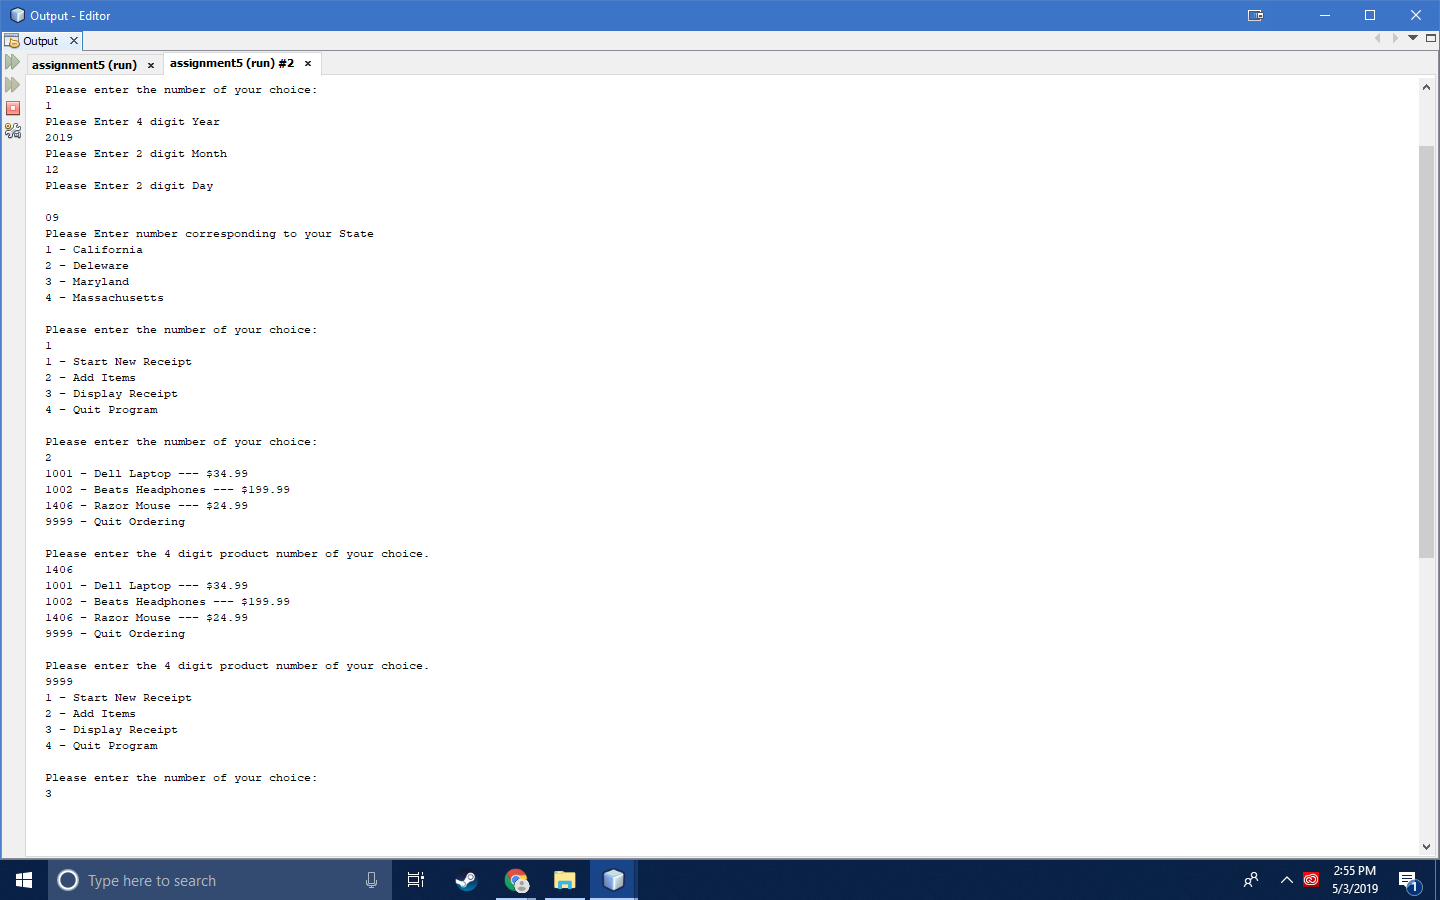 Output - Editor
Output
assignment5 (run)
assignment5 (run) #2
Please enter the number of your choice:
1
Please Enter 4 digit Year
2019
Please Enter 2 digit Month
12
Please Enter 2 digit Day
09
Please Enter number corresponding to your State
1 - California
2 - Deleware
3 - Maryland
4 - Massachusetts
Please enter the number of your choice:
1
1 - Start New Receipt
2 - Add Items
3 - Display Receipt
4 - Quit Program
Please enter the number of your choice:
2
1001 - Dell Laptop --- $34.99
1002 - Beats Headphones --- $199.99
1406 - Razor Mouse --- $24.99
9999 - Quit Ordering
Please enter the 4 digit product number of your choice.
1406
1001 - Dell Laptop --- $34.99
1002 - Beats Headphones --- $199.99
1406 - Razor Mouse --- $24.99
9999 - Quit Ordering
Please enter the 4 digit product number of your choice.
9999
1 - Start New Receipt
2 - Add Items
3 - Display Receipt
4 - Quit Program
Please enter the number of your choice:
3
Type here to search
2:55 PM
5/3/2019
1